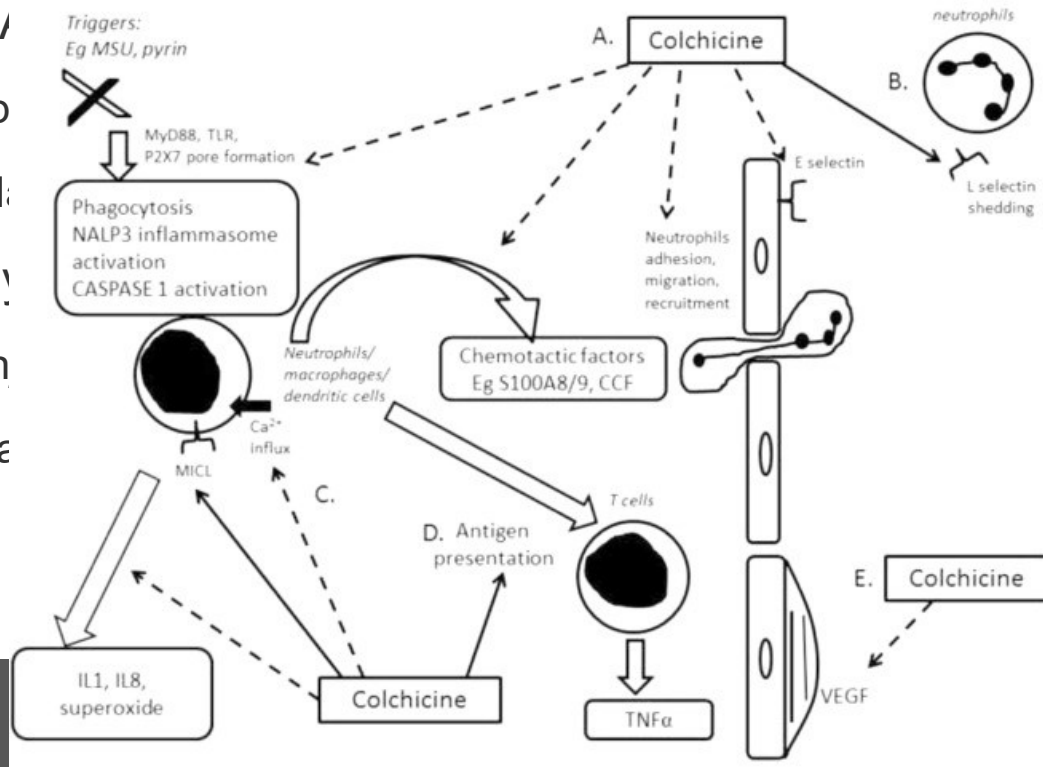 Triggers:
Eg MSU, pyrin
MyD88, TLR,
P2X7 pore formation
Phagocytosis
NALP3 inflammasome
activation
CASPASE 1 activation
A.
Colchicine
neutrophils
B.
E selectin
L selectin
shedding
Neutrophils
adhesion,
migration,
recruitment
Chemotactic factors
Eg S100A8/9, CCF
Neutrophils/
macrophages/
dendritic cells
Ca²⁺
influx
MICL
C.
D. Antigen
presentation
T cells
E.
Colchicine
VEGF
IL1, IL8,
superoxide
Colchicine
TNFα